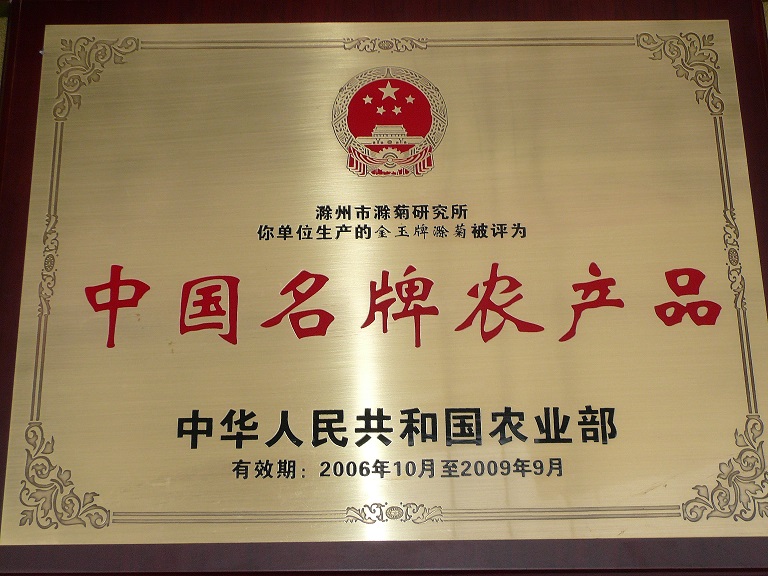 滁州市滁菊研究所
你单位生产的金玉牌滁菊被评为
中国名牌农产品
中华人民共和国农业部
有效期：2006年10月至2009年9月